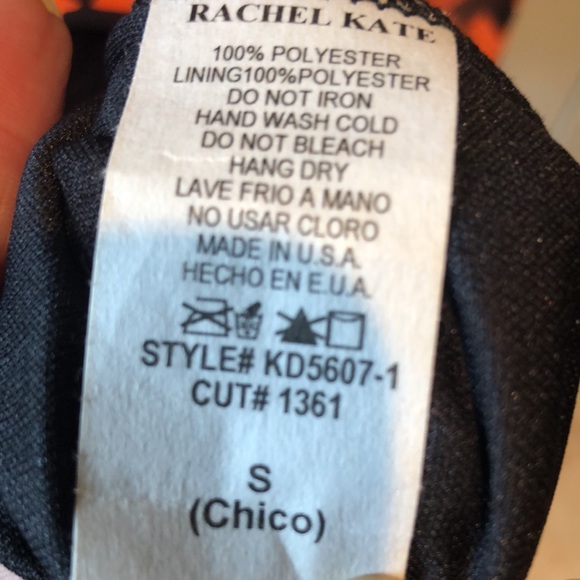 RACHEL KATE
100% POLYESTER
LINING100%POLYESTER
DO NOT IRON
HAND WASH COLD
DO NOT BLEACH
HANG DRY
LAVE FRIO A MANO
NO USAR CLORO
MADE IN U.S.A.
HECHO EN E.U.A.
STYLE# KD5607-1
CUT# 1361
S
(Chico)